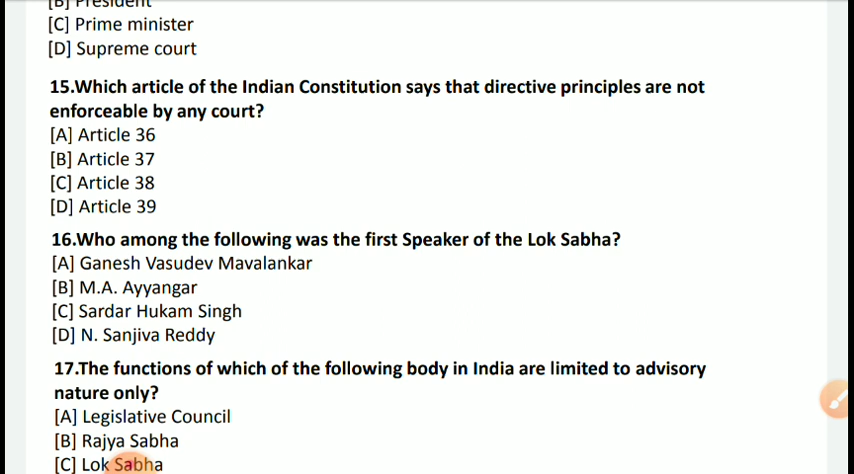 [B] President
[C] Prime minister
[D] Supreme court
15.Which article of the Indian Constitution says that directive principles are not
enforceable by any court?
[A] Article 36
[B] Article 37
[C] Article 38
[D] Article 39
16.Who among the following was the first Speaker of the Lok Sabha?
[A] Ganesh Vasudev Mavalankar
[B] M.A. Ayyangar
[C] Sardar Hukam Singh
[D] N. Sanjiva Reddy
17.The functions of which of the following body in India are limited to advisory
nature only?
[A] Legislative Council
[B] Rajya Sabha
[C] Lok Sabha